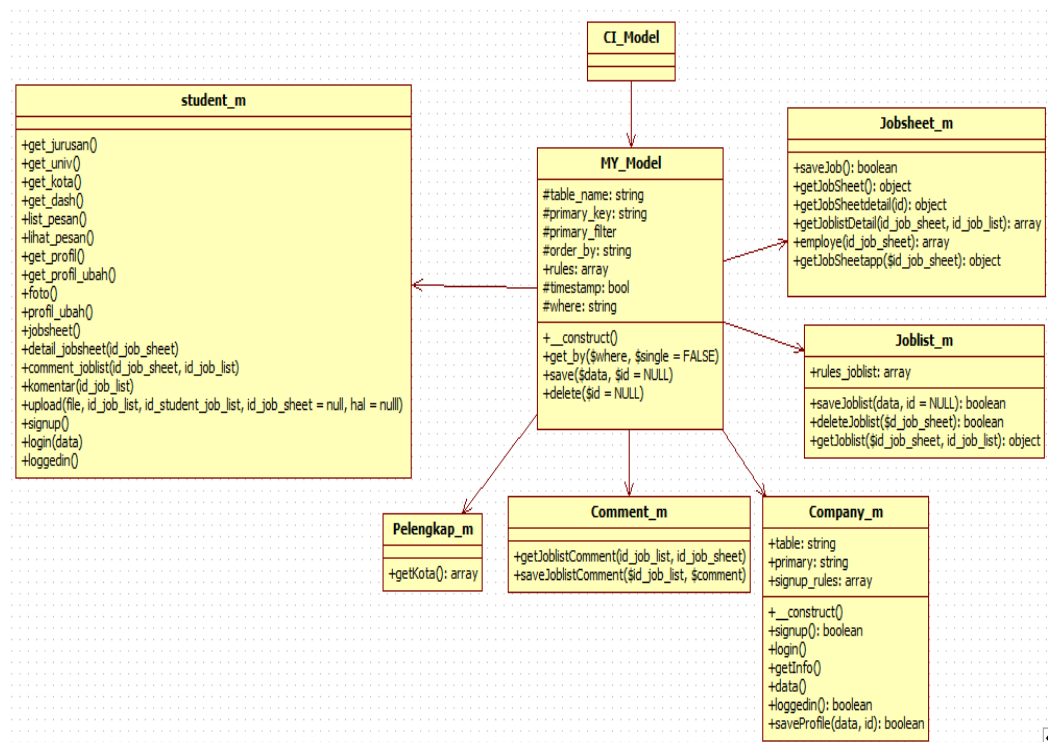 CI_Model
student_m
+get_jurusan()
+get_univ()
+get_kota()
+get_dash()
+list_pesan()
+lihat_pesan()
+get_profil()
+get_profil_ubah()
+foto()
+profil_ubah()
+jobsheet()
+detail_jobsheet(id_job_sheet)
+comment_joblist(id_job_sheet, id_job_list)
+komentar(id_job_list)
+upload(file, id_job_list, id_student_job_list, id_job_sheet = null, hal = null)
+signup()
+login(data)
+loggedin()
MY_Model
#table_name: string
#primary_key: string
#primary_filter
#order_by: string
+rules: array
#timestamp: bool
#where: string
+__construct()
+get_by($where, $single = FALSE)
+save($data, $id = NULL)
+delete($id = NULL)
Jobsheet_m
+saveJob(): boolean
+getJobSheet(): object
+getJobSheetdetail(id): object
+getJoblistDetail(id_job_sheet, id_job_list): array
+employe(id_job_sheet): array
+getJobSheetapp($id_job_sheet): object
Joblist_m
+rules_joblist: array
+saveJoblist(data, id = NULL): boolean
+deleteJoblist($d_job_sheet): boolean
+getJoblist($id_job_sheet, id_job_list): object
Pelengkap_m
+getKota(): array
Comment_m
+getJoblistComment(id_job_list, id_job_sheet)
+saveJoblistComment($id_job_list, $comment)
Company_m
+table: string
+primary: string
+signup_rules: array
+__construct()
+signup(): boolean
+login()
+getInfo()
+data()
+loggedin(): boolean
+saveProfile(data, id): boolean